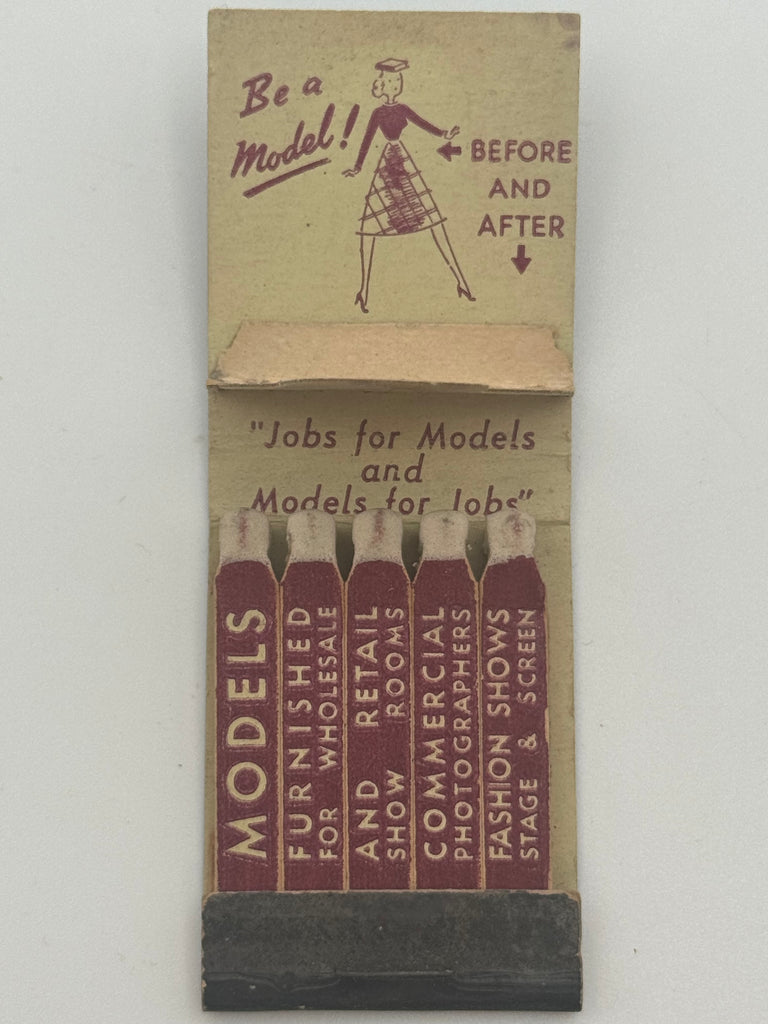 Be a
Model!
BEFORE
AND
AFTER
"Jobs for Models
and
Models for Jobs"
MODELS
FURNISHED
FOR WHOLESALE
AND RETAIL
SHOW ROOMS
COMMERCIAL
PHOTOGRAPHERS
FASHION SHOWS
STAGE & SCREEN